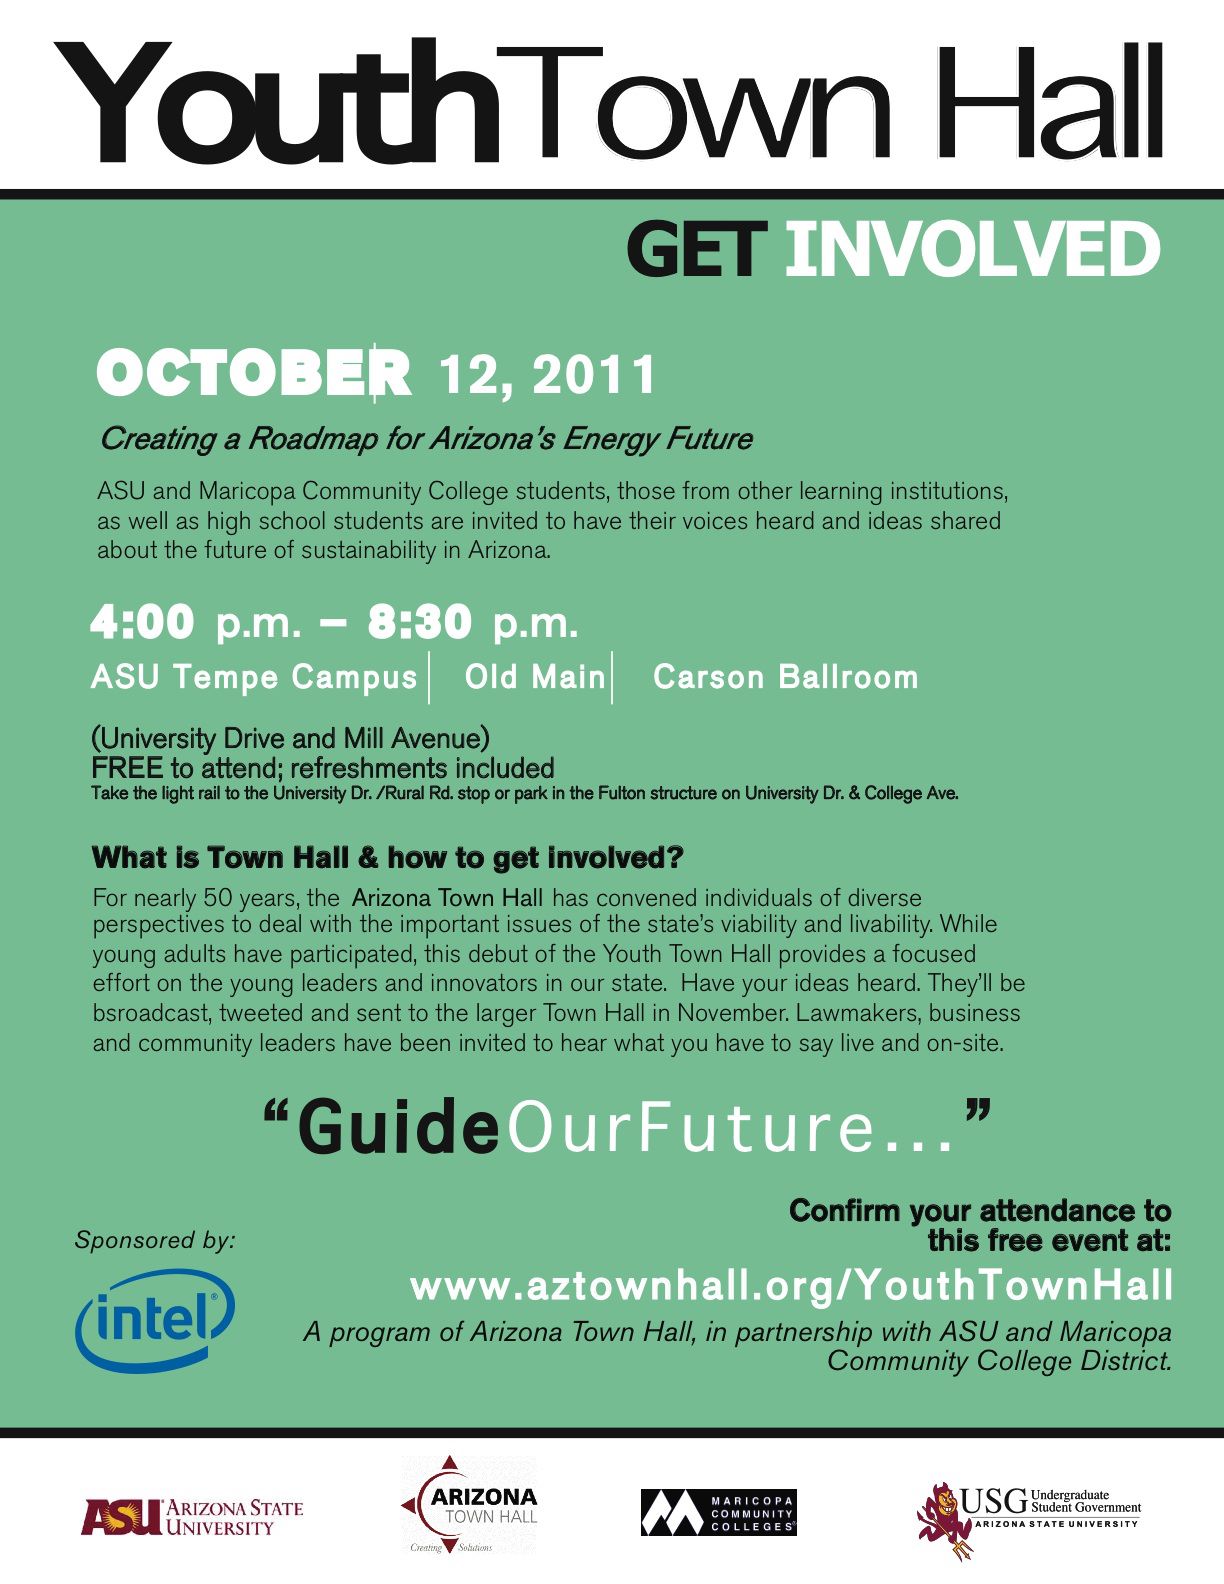 YouthTown Hall
GET INVOLVED
OCTOBER 12, 2011
Creating a Roadmap for Arizona's Energy Future
ASU and Maricopa Community College students, those from other learning institutions,
as well as high school students are invited to have their voices heard and ideas shared
about the future of sustainability in Arizona.
4:00 p.m. – 8:30 p.m.
ASU Tempe Campus | Old Main | Carson Ballroom
(University Drive and Mill Avenue)
FREE to attend; refreshments included
Take the light rail to the University Dr. /Rural Rd. stop or park in the Fulton structure on University Dr. & College Ave.
What is Town Hall & how to get involved?
For nearly 50 years, the Arizona Town Hall has convened individuals of diverse
perspectives to deal with the important issues of the state's viability and livability. While
young adults have participated, this debut of the Youth Town Hall provides a focused
effort on the young leaders and innovators in our state. Have your ideas heard. They'll be
bsroadcast, tweeted and sent to the larger Town Hall in November. Lawmakers, business
and community leaders have been invited to hear what you have to say live and on-site.
“GuideOurFuture...”
Confirm your attendance to
this free event at:
www.aztownhall.org/YouthTownHall
A program of Arizona Town Hall, in partnership with ASU and Maricopa
Community College District.
Sponsored by:
intel®
ASU ARIZONA STATE
UNIVERSITY
ARIZONA
TOWN HALL
Creating Solutions
MARICOPA
COMMUNITY
COLLEGES®
USG Undergraduate
Student Government
ARIZONA STATE UNIVERSITY